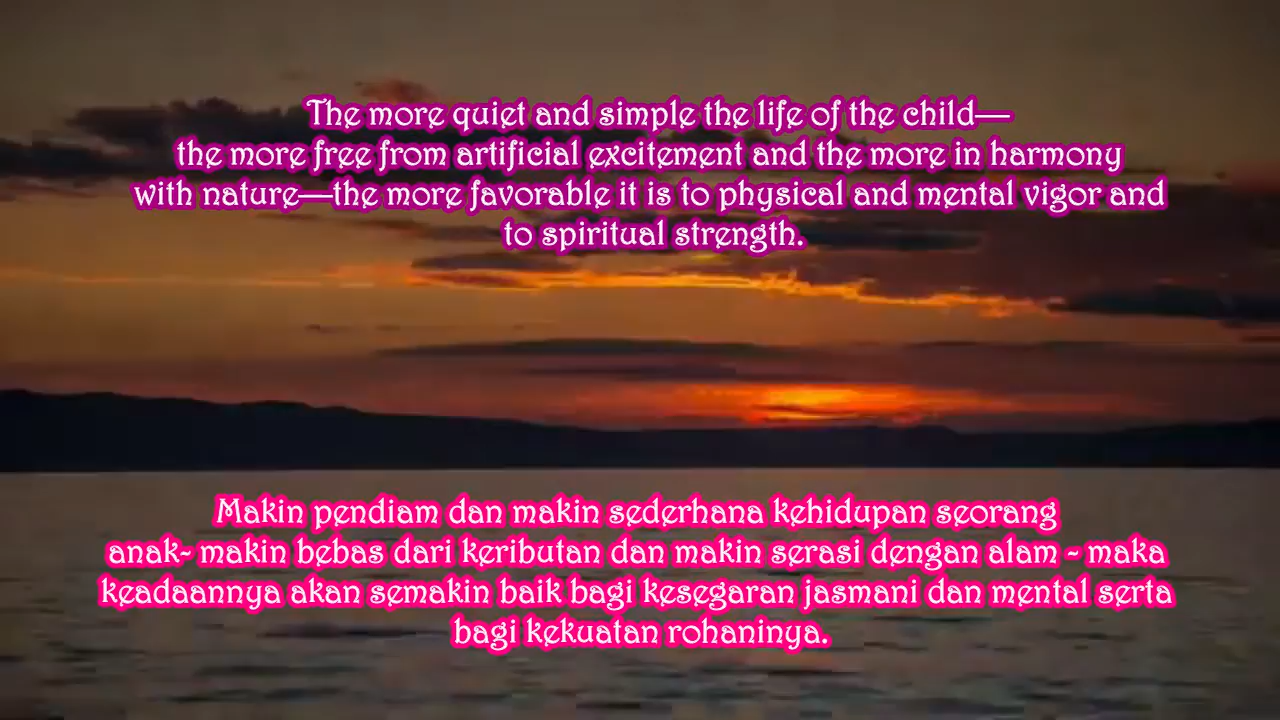 The more quiet and simple the life of the child—
the more free from artificial excitement and the more in harmony
with nature—the more favorable it is to physical and mental vigor and
to spiritual strength.
Makin pendiam dan makin sederhana kehidupan seorang
anak- makin bebas dari keributan dan makin serasi dengan alam - maka
keadaannya akan semakin baik bagi kesegaran jasmani dan mental serta
bagi kekuatan rohaninya.